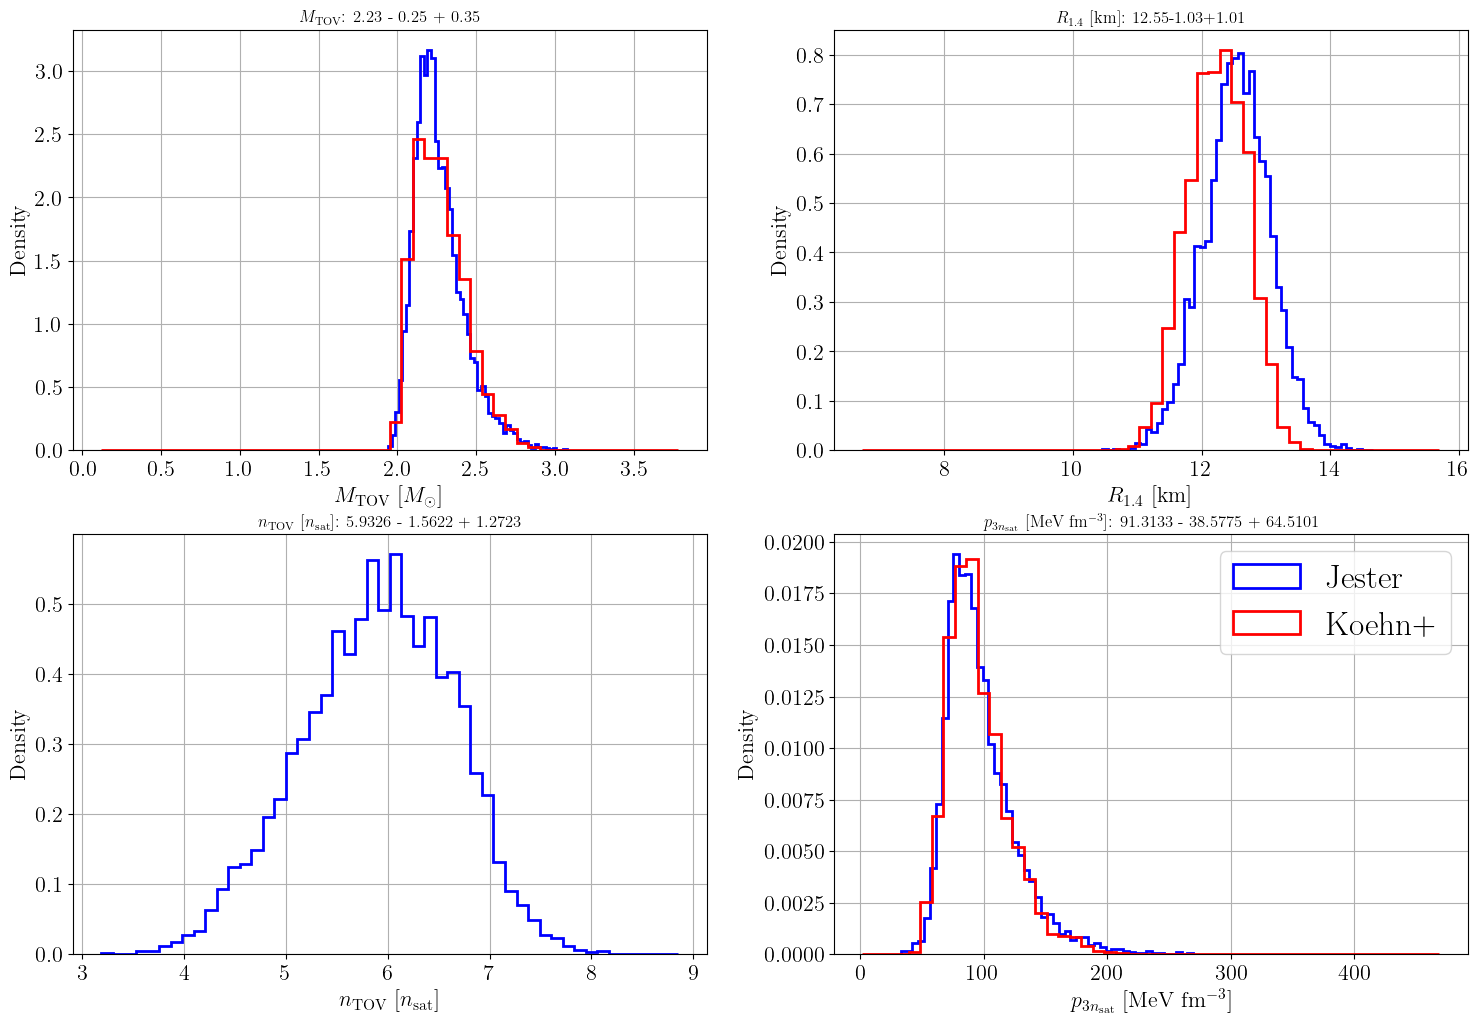 M_TOV: 2.23 - 0.25 + 0.35
Density
3.0
2.5
2.0
1.5
1.0
0.5
0.0
0.0 0.5 1.0 1.5 2.0 2.5 3.0 3.5
M_TOV [M_⊙]
R_1.4 [km]: 12.55-1.03+1.01
Density
0.8
0.7
0.6
0.5
0.4
0.3
0.2
0.1
0.0
8 10 12 14 16
R_1.4 [km]
n_TOV [n_sat]: 5.9326 - 1.5622 + 1.2723
Density
0.5
0.4
0.3
0.2
0.1
0.0
3 4 5 6 7 8 9
n_TOV [n_sat]
p_3n_sat [MeV fm⁻³]: 91.3133 - 38.5775 + 64.5101
Jester
Koehn+
Density
0.0200
0.0175
0.0150
0.0125
0.0100
0.0075
0.0050
0.0025
0.0000
0 100 200 300 400
p_3n_sat [MeV fm⁻³]